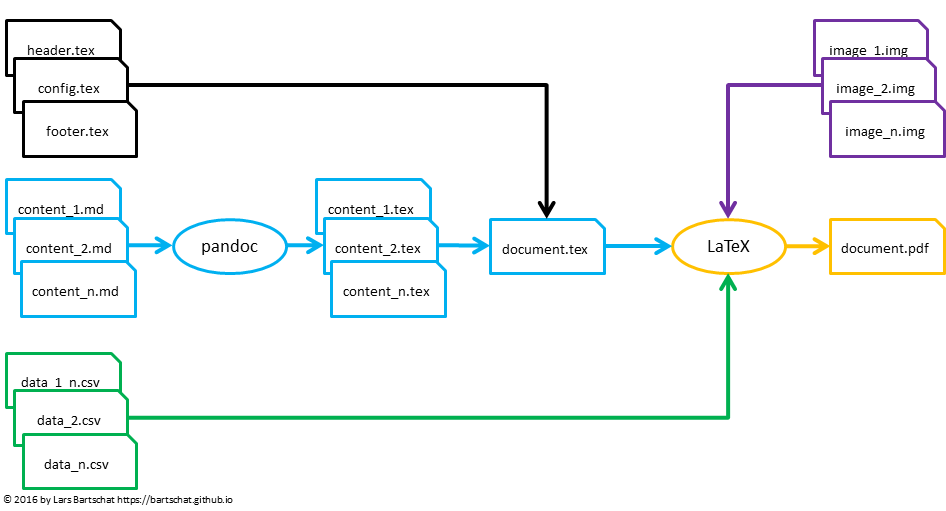 header.tex
config.tex
footer.tex
image_1.img
image_2.img
image_n.img
content_1.md
content_2.md
content_n.md
pandoc
content_1.tex
content_2.tex
content_n.tex
document.tex
LaTeX
document.pdf
data_1_n.csv
data_2.csv
data_n.csv
© 2016 by Lars Bartschat https://bartschat.github.io